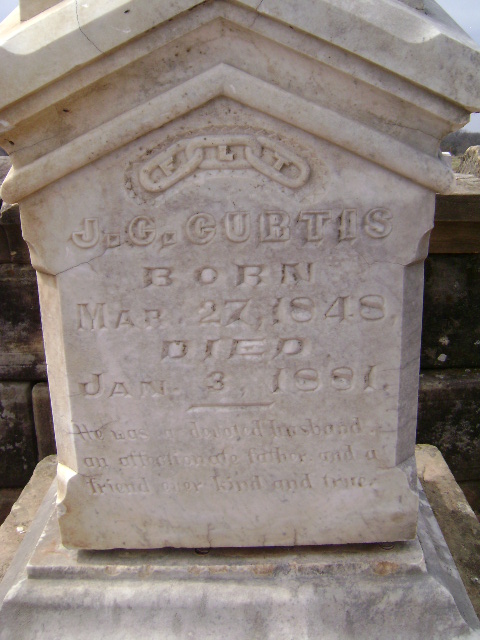 F L T
J. C. CURTIS
BORN
MAR. 27, 1848.
DIED
JAN. 3, 1881.
He was a devoted husband
an affectionate father and a
friend ever kind and true.